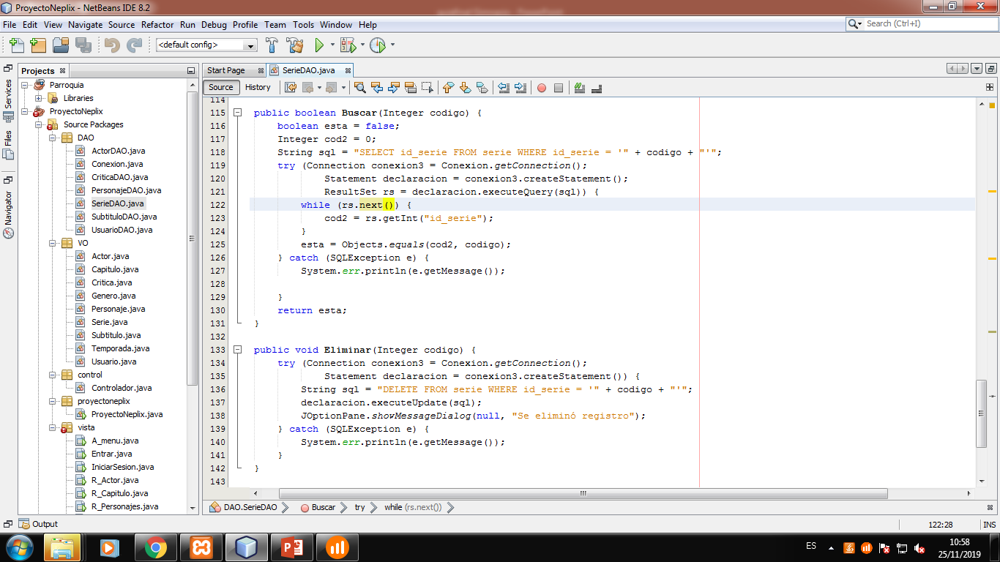 ProyectoNeplix - NetBeans IDE 8.2
File Edit View Navigate Source Refactor Run Debug Profile Team Tools Window Help
Search (Ctrl+I)
<default config>
Services
Files
Navigator
Projects
Parroquia
Libraries
ProyectoNeplix
Source Packages
DAO
ActorDAO.java
Conexion.java
CriticaDAO.java
PersonajeDAO.java
SerieDAO.java
SubtituloDAO.java
UsuarioDAO.java
VO
Actor.java
Capitulo.java
Critica.java
Genero.java
Personaje.java
Serie.java
Subtitulo.java
Temporada.java
Usuario.java
control
Controlador.java
proyectoneplix
ProyectoNeplix.java
vista
A_menu.java
Entrar.java
IniciarSesion.java
R_Actor.java
R_Capitulo.java
R_Personajes.java
Start Page SerieDAO.java
Source History
114
115 public boolean Buscar(Integer codigo) {
116 boolean esta = false;
117 Integer cod2 = 0;
118 String sql = "SELECT id_serie FROM serie WHERE id_serie = '" + codigo + "'";
119 try (Connection conexion3 = Conexion.getConnection();
120 Statement declaracion = conexion3.createStatement();
121 ResultSet rs = declaracion.executeQuery(sql)) {
122 while (rs.next()) {
123 cod2 = rs.getInt("id_serie");
124 }
125 esta = Objects.equals(cod2, codigo);
126 } catch (SQLException e) {
127 System.err.println(e.getMessage());
128
129 }
130 return esta;
131 }
132
133 public void Eliminar(Integer codigo) {
134 try (Connection conexion3 = Conexion.getConnection();
135 Statement declaracion = conexion3.createStatement()) {
136 String sql = "DELETE FROM serie WHERE id_serie = '" + codigo + "'";
137 declaracion.executeUpdate(sql);
138 JOptionPane.showMessageDialog(null, "Se eliminó registro");
139 } catch (SQLException e) {
140 System.err.println(e.getMessage());
141 }
142 }
143
DAO.SerieDAO Buscar try while (rs.next())
Output
122:28 INS
ES
10:58
25/11/2019